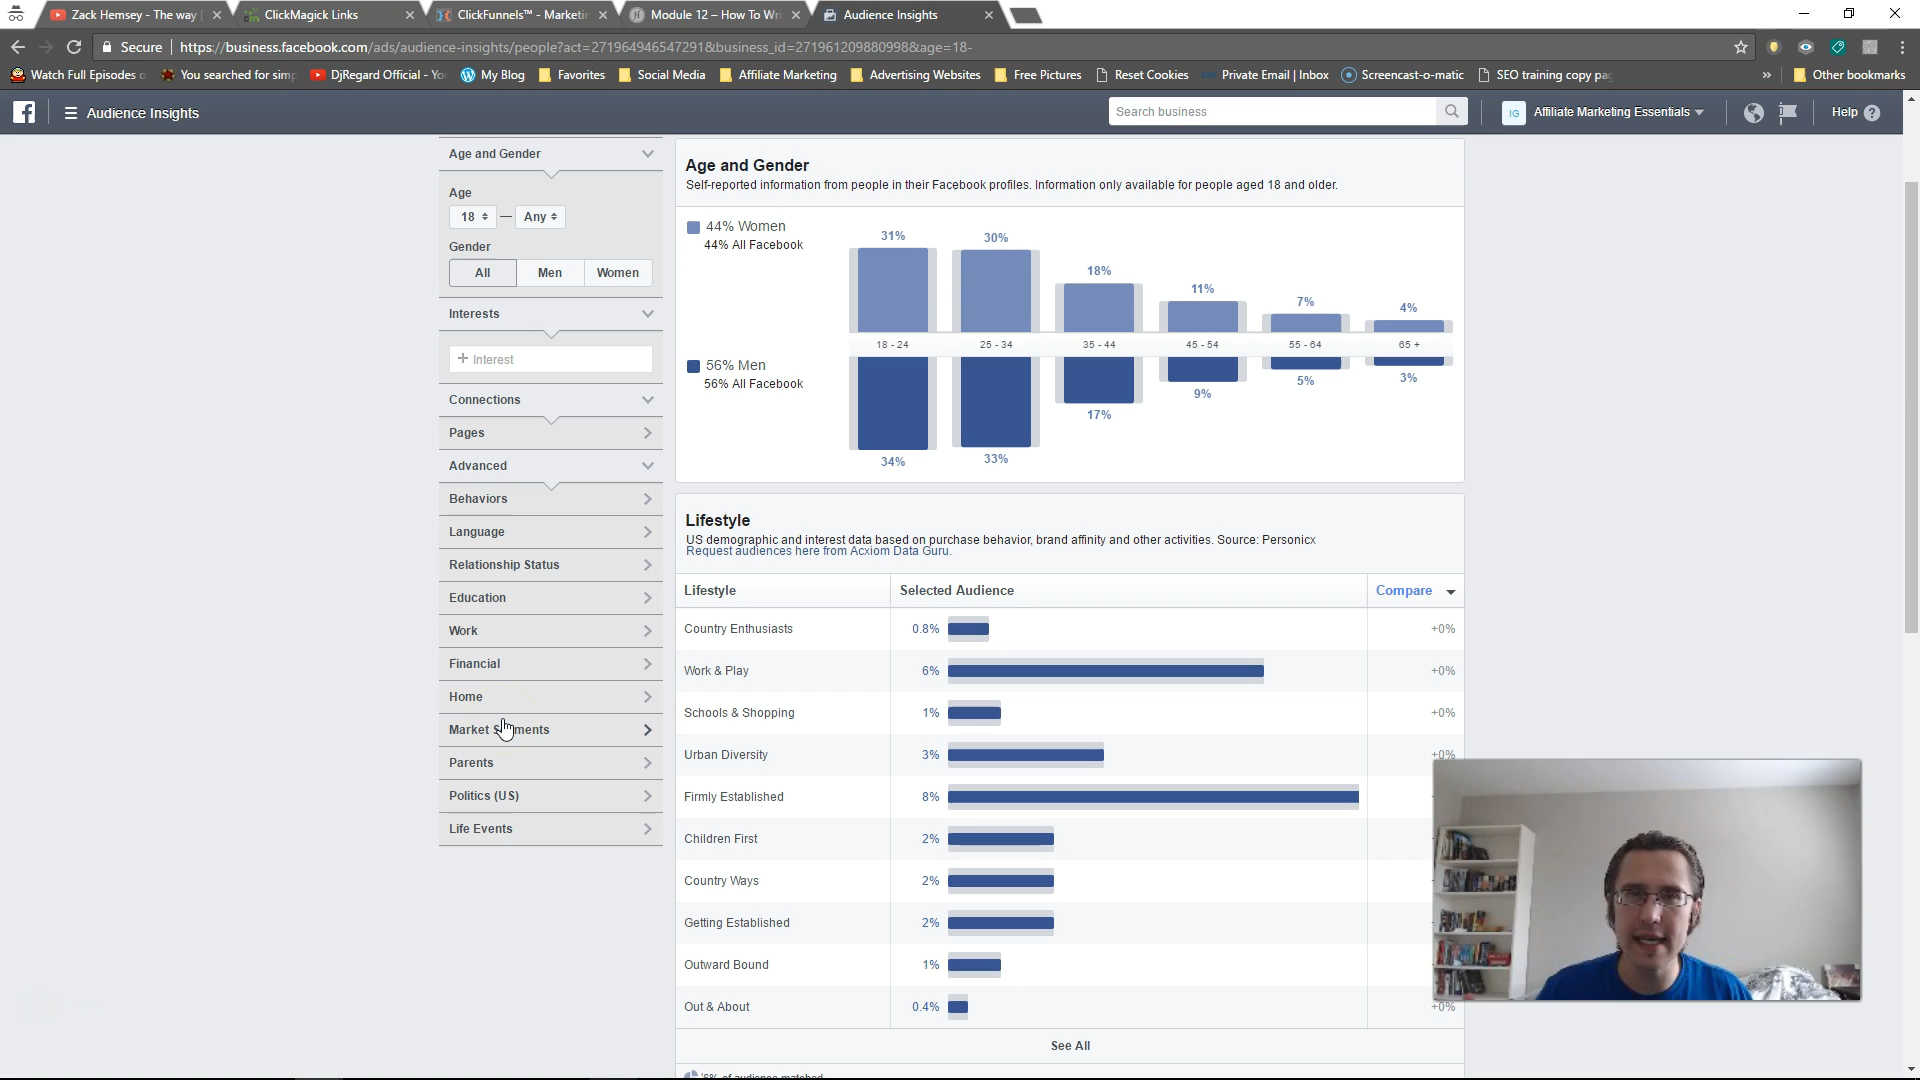 Zack Hemsey - The way
ClickMagick Links
ClickFunnels™ - Marketin
Module 12 – How To Wri
Audience Insights
Secure
https://business.facebook.com/ads/audience-insights/people?act=271964946547291&business_id=271961209880998&age=18-
Watch Full Episodes o
You searched for simp
DjRegard Official - Yo
My Blog
Favorites
Social Media
Affiliate Marketing
Advertising Websites
Free Pictures
Reset Cookies
Private Email | Inbox
Screencast-o-matic
SEO training copy pag
»
Other bookmarks
Audience Insights
Search business
IG
Affiliate Marketing Essentials
Help ?
Age and Gender
Age
18 — Any
Gender
All Men Women
Interests
+ Interest
Connections
Pages
Advanced
Behaviors
Language
Relationship Status
Education
Work
Financial
Home
Market
ments
Parents
Politics (US)
Life Events
Age and Gender
Self-reported information from people in their Facebook profiles. Information only available for people aged 18 and older.
44% Women
44% All Facebook
31% 30% 18% 11% 7% 4%
18 - 24 25 - 34 35 - 44 45 - 54 55 - 64 65 +
56% Men
56% All Facebook
34% 33% 17% 9% 5% 3%
Lifestyle
US demographic and interest data based on purchase behavior, brand affinity and other activities. Source: Personicx
Request audiences here from Acxiom Data Guru.
Lifestyle Selected Audience Compare
Country Enthusiasts 0.8% +0%
Work & Play 6% +0%
Schools & Shopping 1% +0%
Urban Diversity 3% +0%
Firmly Established 8%
Children First 2%
Country Ways 2%
Getting Established 2%
Outward Bound 1%
Out & About 0.4% +0%
See All
of audience matched